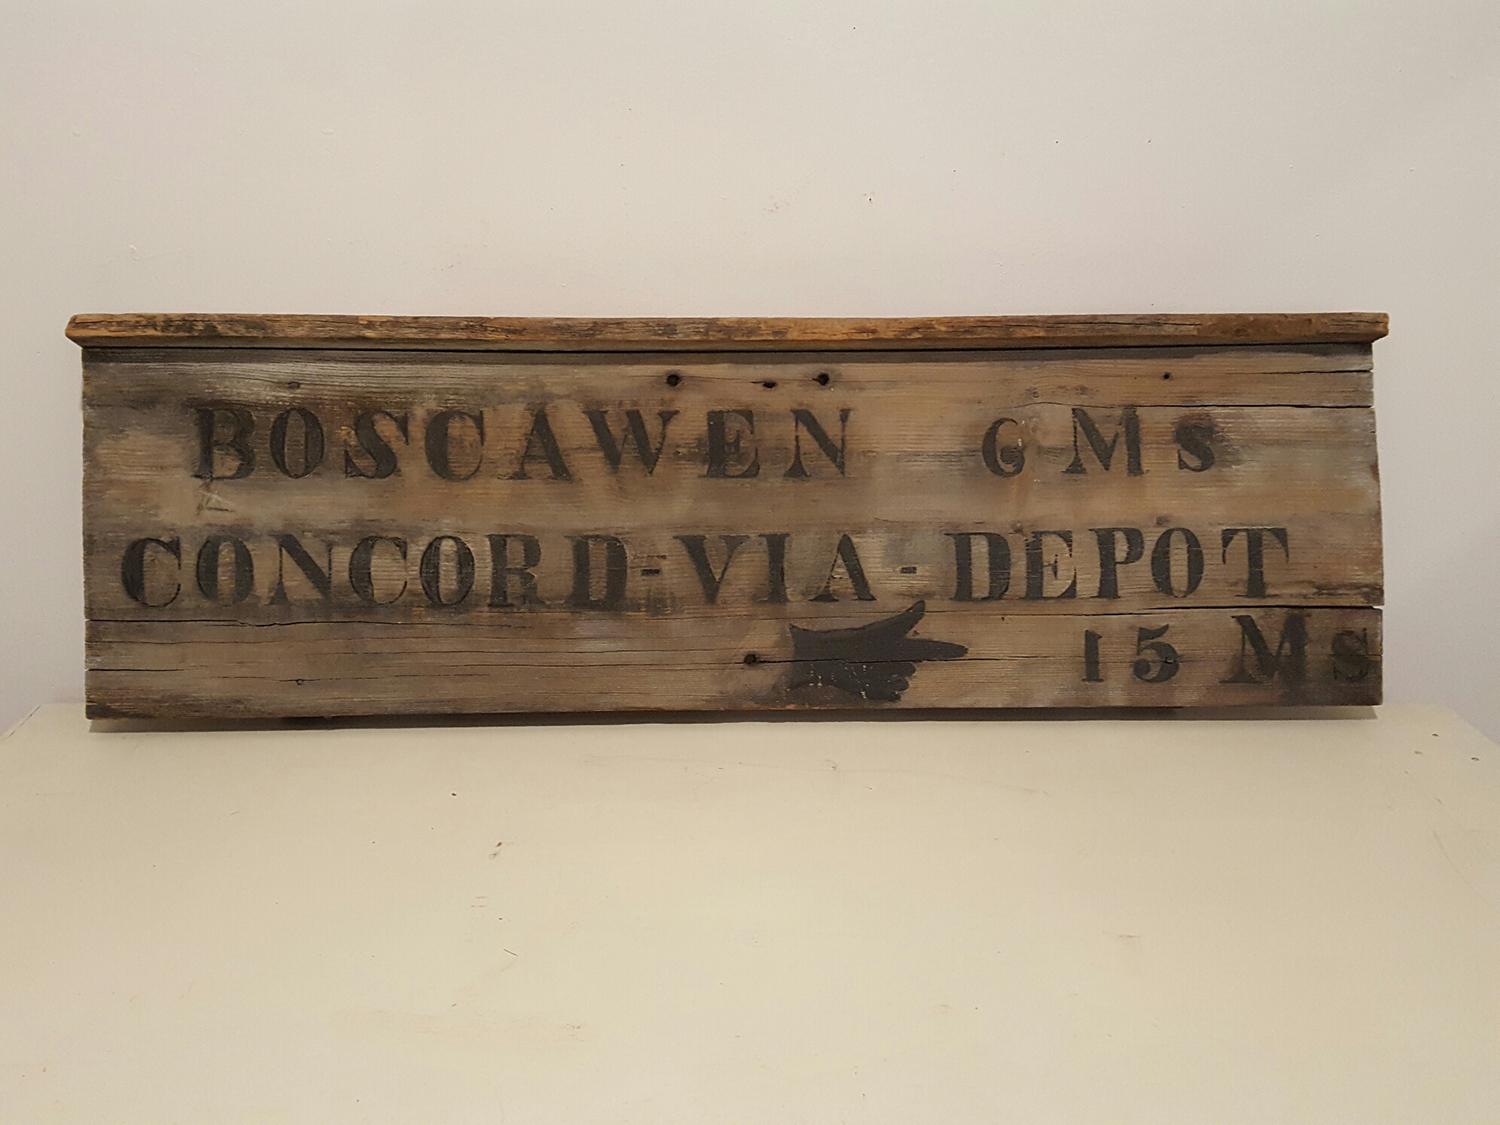 BOSCAWEN 6 Ms
CONCORD-VIA-DEPOT
15 Ms